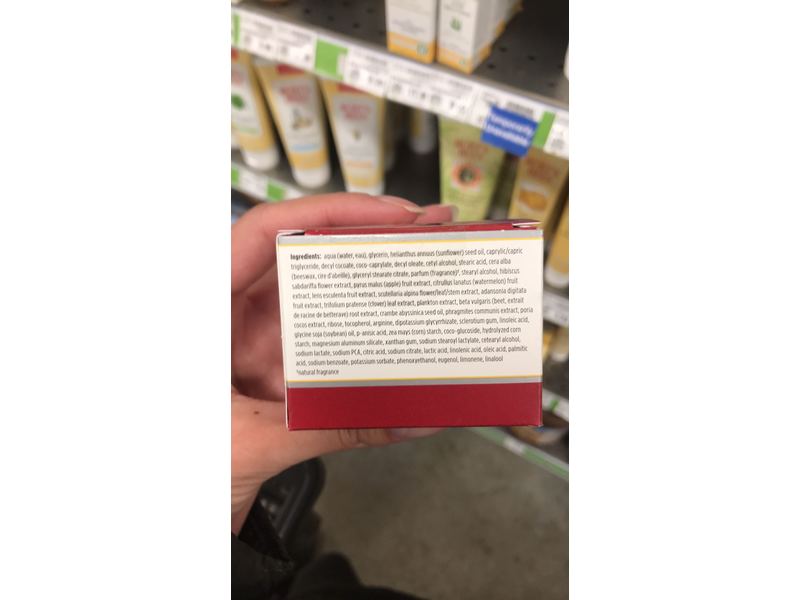 Temporarily
Unavailable
Ingredients: aqua (water, eau), glycerin, helianthus annuus (sunflower) seed oil, caprylic/capric
triglyceride, decyl cocoate, coco-caprylate, decyl oleate, cetyl alcohol, stearic acid, cera alba
(beeswax, cire d'abeille), glyceryl stearate citrate, parfum (fragrance)², stearyl alcohol, hibiscus
sabdariffa flower extract, pyrus malus (apple) fruit extract, citrullus lanatus (watermelon) fruit
extract, lens esculenta fruit extract, scutellaria alpina flower/leaf/stem extract, adansonia digitata
fruit extract, trifolium pratense (clover) leaf extract, plankton extract, beta vulgaris (beet, extrait
de racine de betterave) root extract, crambe abyssinica seed oil, phragmites communis extract, poria
cocos extract, ribose, tocopherol, arginine, dipotassium glycyrrhizate, sclerotium gum, linoleic acid,
glycine soja (soybean) oil, p-anisic acid, zea mays (corn) starch, coco-glucoside, hydrolyzed corn
starch, magnesium aluminum silicate, xanthan gum, sodium stearoyl lactylate, cetearyl alcohol,
sodium lactate, sodium PCA, citric acid, sodium citrate, lactic acid, linolenic acid, oleic acid, palmitic
acid, sodium benzoate, potassium sorbate, phenoxyethanol, eugenol, limonene, linalool
²natural fragrance